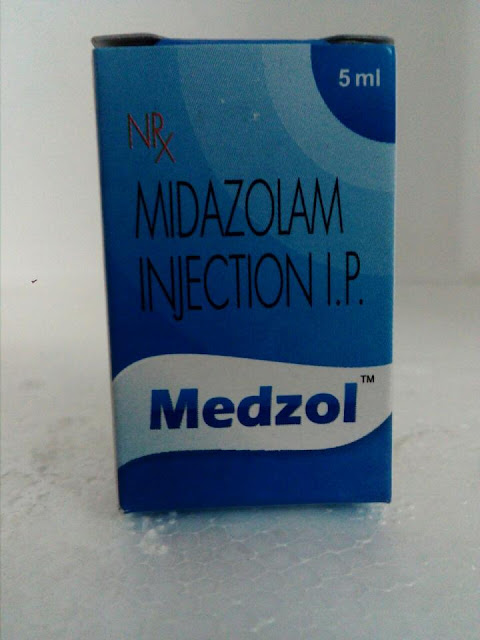 5 ml
NRx
MIDAZOLAM
INJECTION I.P.
Medzol™